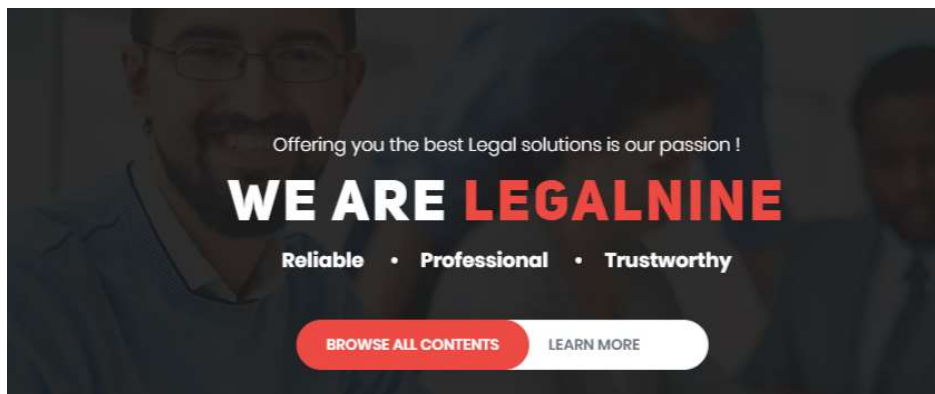 Offering you the best Legal solutions is our passion !
WE ARE LEGALNINE
Reliable • Professional • Trustworthy
BROWSE ALL CONTENTS LEARN MORE